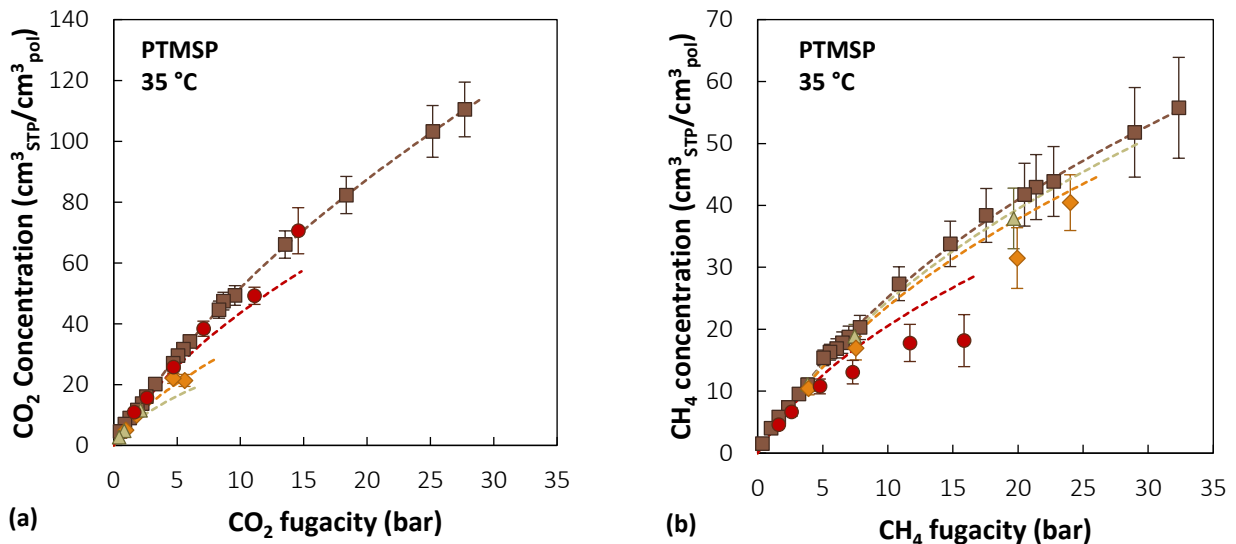 PTMSP
35 °C
CO₂ Concentration (cm³STP/cm³pol)
140
120
100
80
60
40
20
0
0 5 10 15 20 25 30 35
CO₂ fugacity (bar)
(a)
PTMSP
35 °C
CH₄ concentration (cm³STP/cm³pol)
70
60
50
40
30
20
10
0
0 5 10 15 20 25 30 35
CH₄ fugacity (bar)
(b)